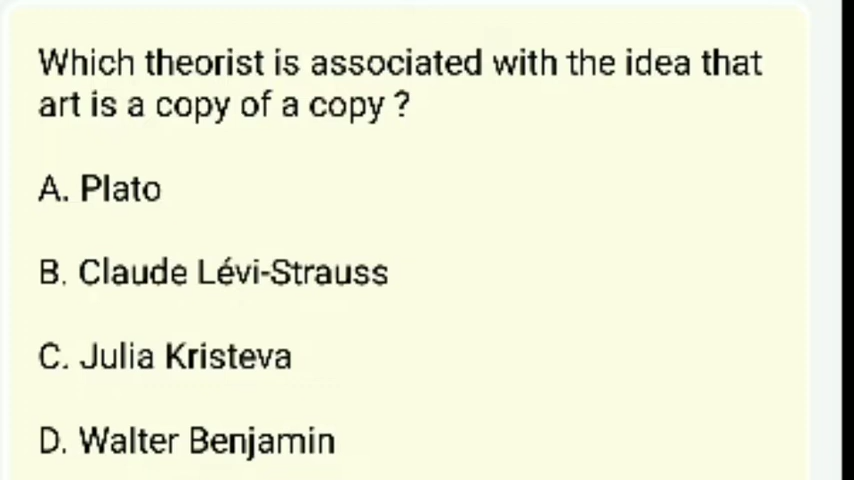 Which theorist is associated with the idea that
art is a copy of a copy ?
A. Plato
B. Claude Lévi-Strauss
C. Julia Kristeva
D. Walter Benjamin